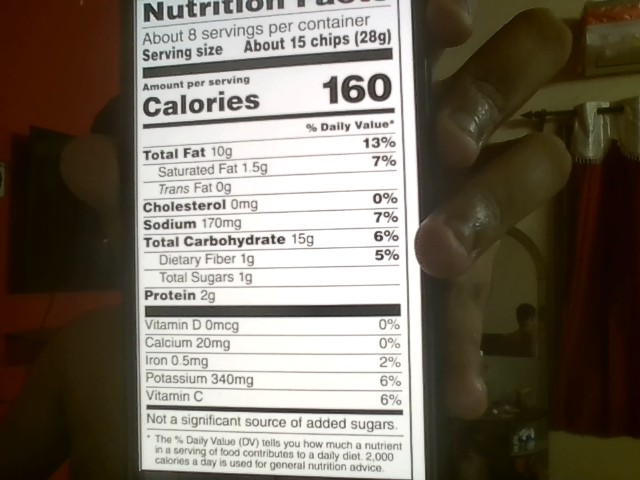 Nutrition Facts
About 8 servings per container
Serving size About 15 chips (28g)
Amount per serving
Calories 160
% Daily Value*
Total Fat 10g 13%
Saturated Fat 1.5g 7%
Trans Fat 0g
Cholesterol 0mg 0%
Sodium 170mg 7%
Total Carbohydrate 15g 6%
Dietary Fiber 1g 5%
Total Sugars 1g
Protein 2g
Vitamin D 0mcg 0%
Calcium 20mg 0%
Iron 0.5mg 2%
Potassium 340mg 6%
Vitamin C 6%
Not a significant source of added sugars.
* The % Daily Value (DV) tells you how much a nutrient
in a serving of food contributes to a daily diet. 2,000
calories a day is used for general nutrition advice.